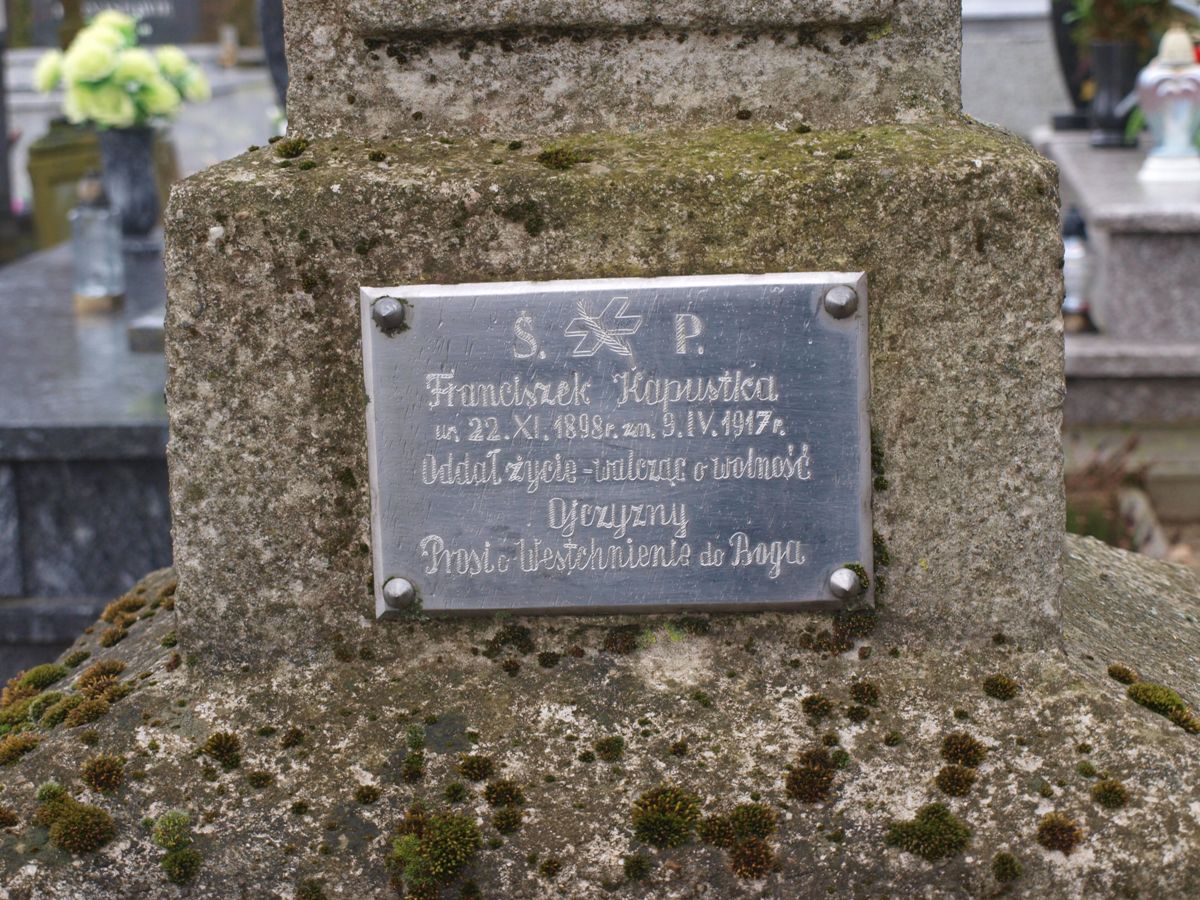 Ś. P.
Franciszek Kapustka
ur. 22. XI. 1898 r. zm. 9. IV. 1917 r.
Oddał życie - walcząc o wolność
Ojczyzny
Prosi o Westchnienie do Boga